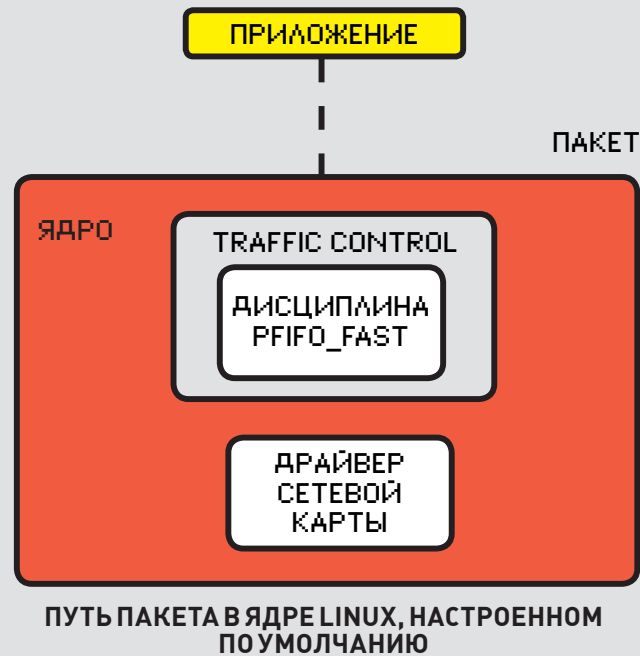 ПРИЛОЖЕНИЕ
ПАКЕТ
ЯДРО
TRAFFIC CONTROL
ДИСЦИПЛИНА
PFIFO_FAST
ДРАЙВЕР
СЕТЕВОЙ
КАРТЫ
ПУТЬ ПАКЕТА В ЯДРЕ LINUX, НАСТРОЕННОМ
ПО УМОЛЧАНИЮ